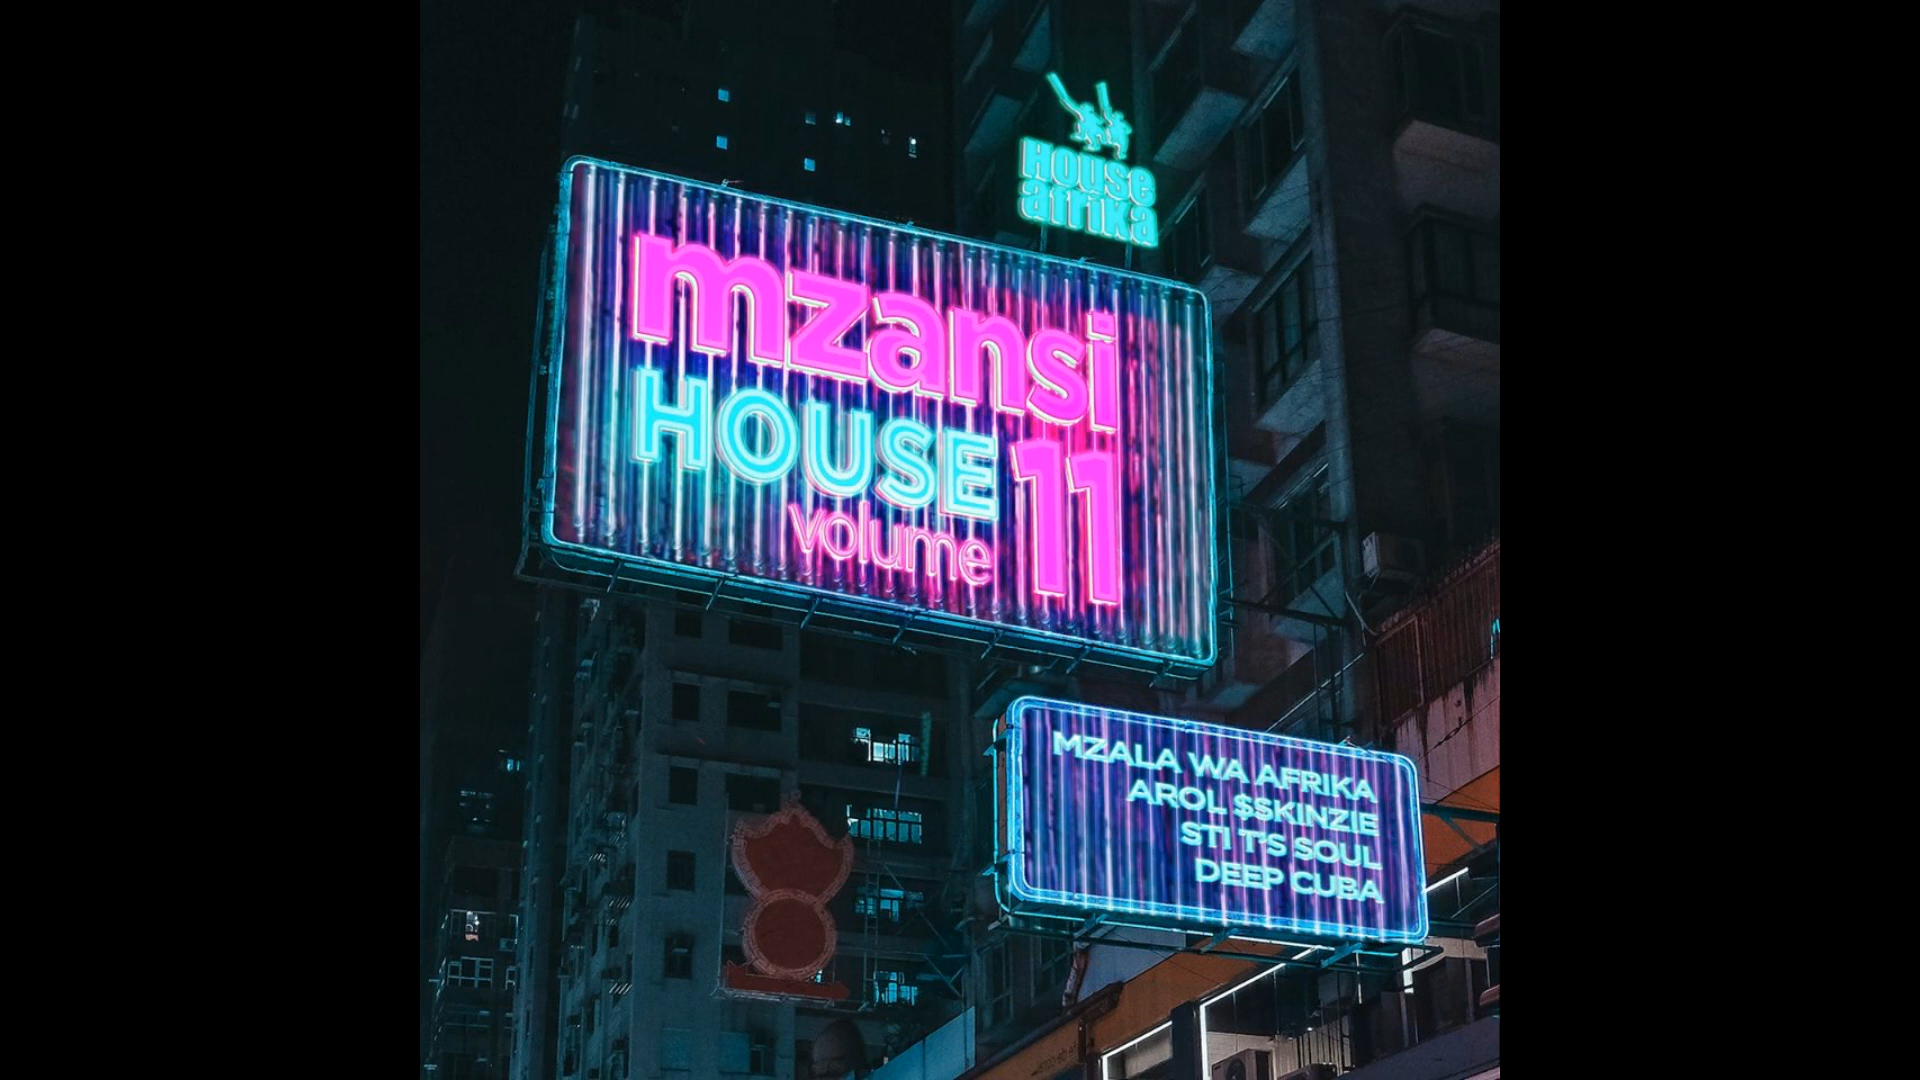 House
afrika
mzansi
HOUSE 11
volume
MZALA WA AFRIKA
AROL $SKINZIE
STI T'S SOUL
DEEP CUBA